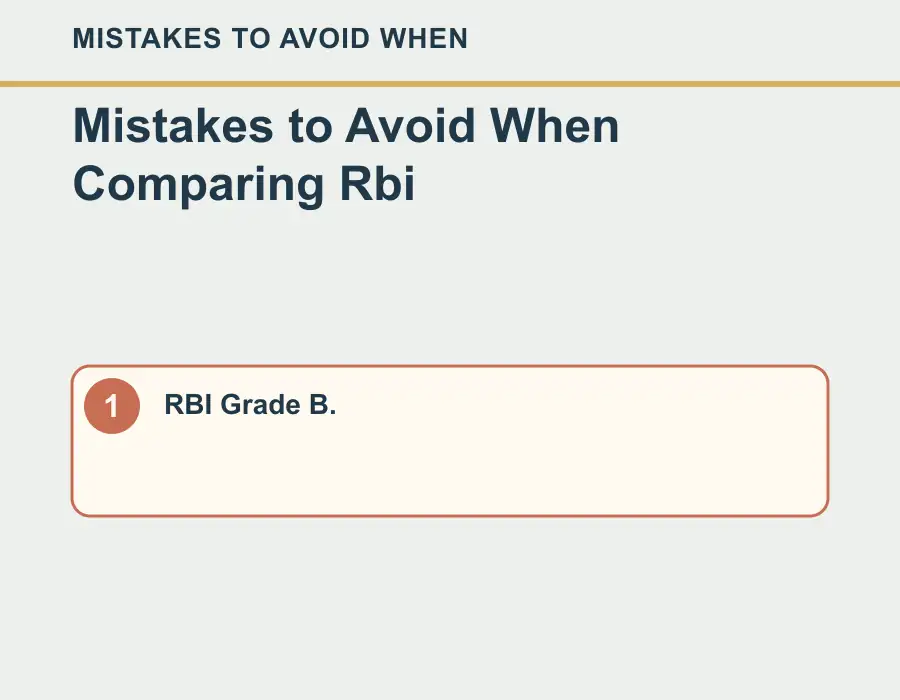 MISTAKES TO AVOID WHEN
Mistakes to Avoid When
Comparing Rbi
1 RBI Grade B.